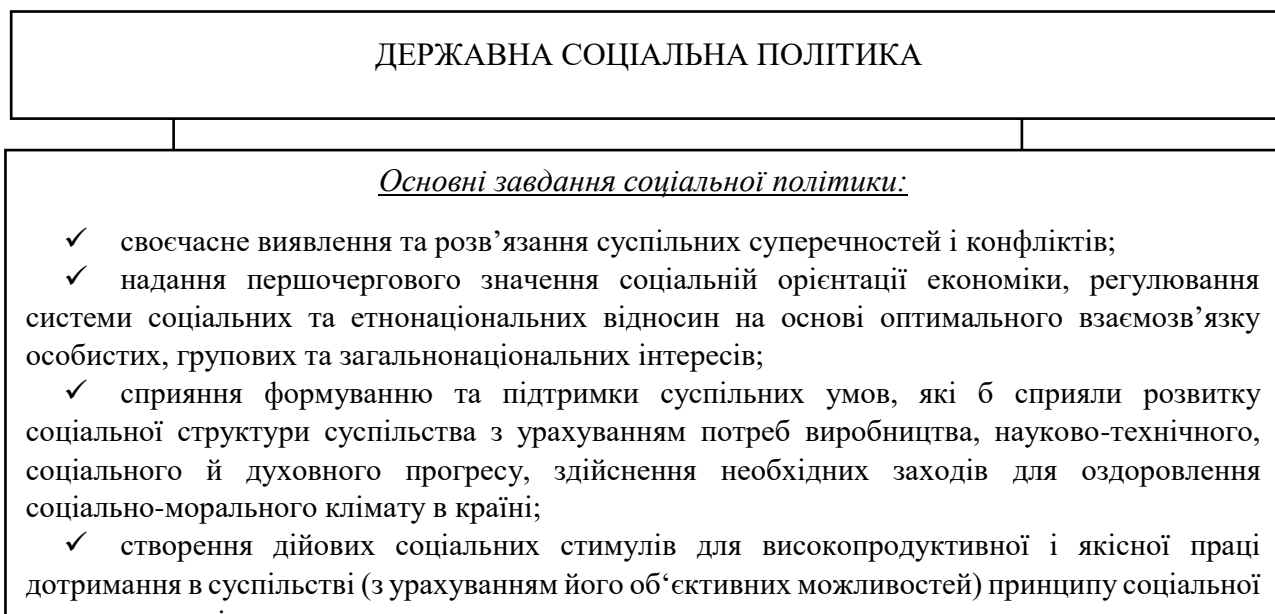 ДЕРЖАВНА СОЦІАЛЬНА ПОЛІТИКА
Основні завдання соціальної політики:
✓ своєчасне виявлення та розв’язання суспільних суперечностей і конфліктів;
✓ надання першочергового значення соціальній орієнтації економіки, регулювання
системи соціальних та етнонаціональних відносин на основі оптимального взаємозв’язку
особистих, групових та загальнонаціональних інтересів;
✓ сприяння формуванню та підтримки суспільних умов, які б сприяли розвитку
соціальної структури суспільства з урахуванням потреб виробництва, науково-технічного,
соціального й духовного прогресу, здійснення необхідних заходів для оздоровлення
соціально-морального клімату в країні;
✓ створення дійових соціальних стимулів для високопродуктивної і якісної праці
дотримання в суспільстві (з урахуванням його об‘єктивних можливостей) принципу соціальної